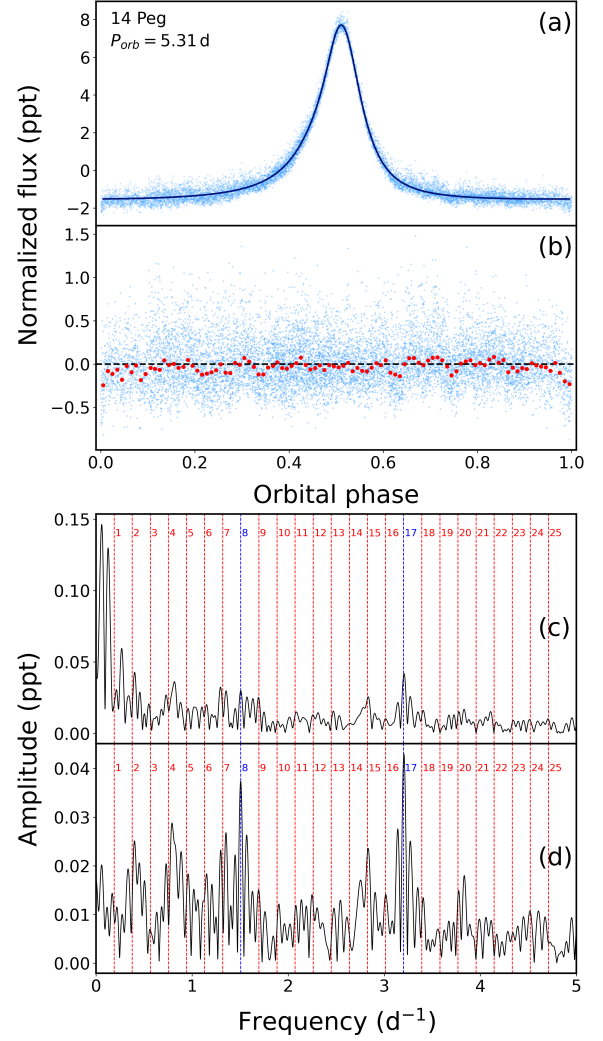 14 Peg
P_orb = 5.31 d
(a)
8
6
4
2
0
−2
(b)
1.5
1.0
0.5
0.0
−0.5
Normalized flux (ppt)
0.0 0.2 0.4 0.6 0.8 1.0
Orbital phase
0.15
0.10
0.05
0.00
1 2 3 4 5 6 7 8 9 10 11 12 13 14 15 16 17 18 19 20 21 22 23 24 25
(c)
0.04
0.03
0.02
0.01
0.00
1 2 3 4 5 6 7 8 9 10 11 12 13 14 15 16 17 18 19 20 21 22 23 24 25
(d)
Amplitude (ppt)
0 1 2 3 4 5
Frequency (d⁻¹)